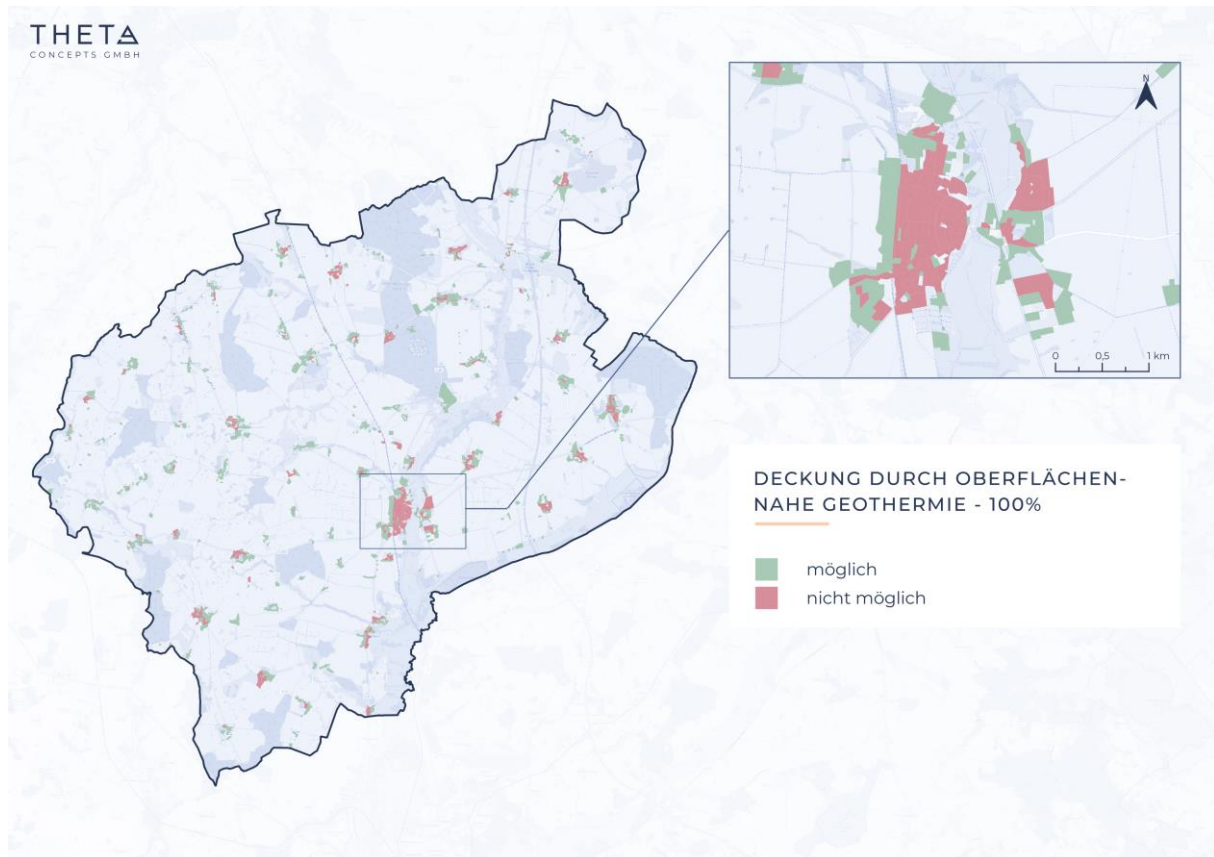 THETA
CONCEPTS GMBH
N
0 0,5 1 km
DECKUNG DURCH OBERFLÄCHEN-
NAHE GEOTHERMIE - 100%
möglich
nicht möglich